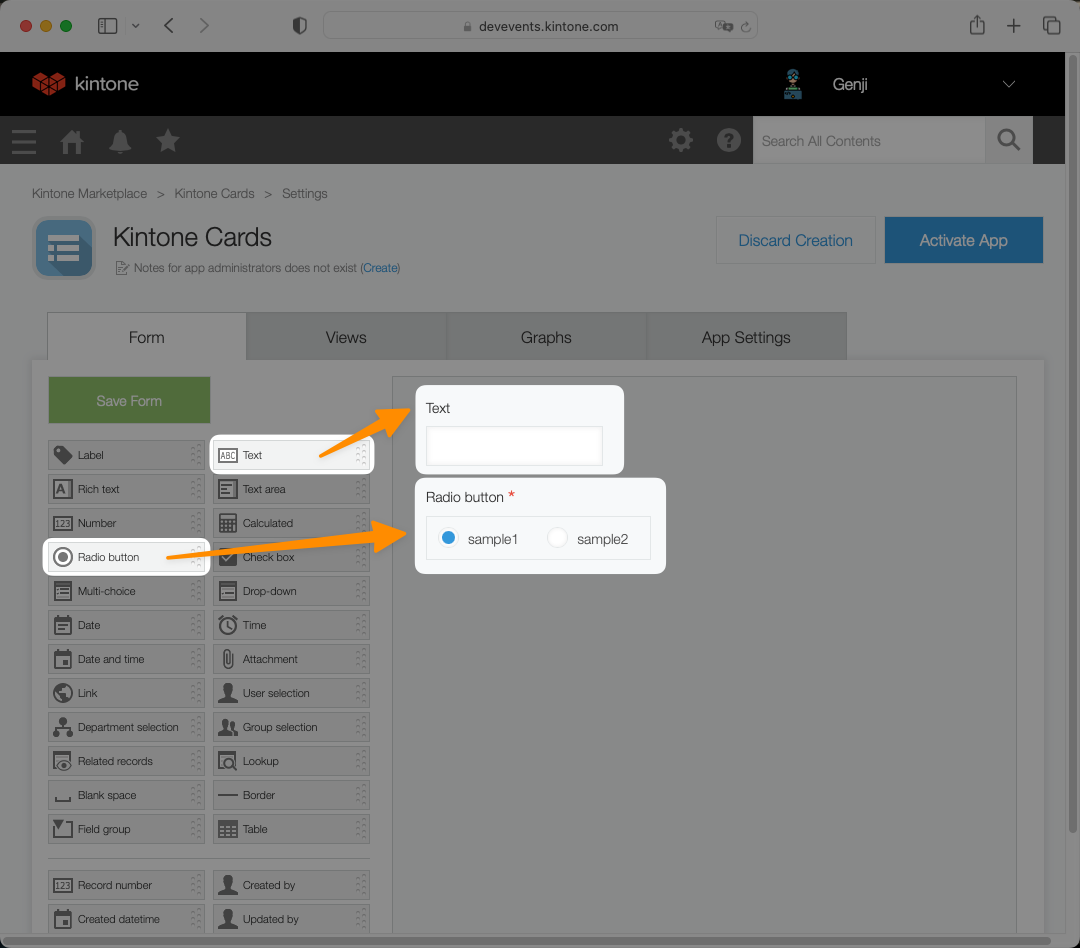 devevents.kintone.com
kintone
Genji
Search All Contents
Kintone Marketplace > Kintone Cards > Settings
Kintone Cards
Notes for app administrators does not exist (Create)
Discard Creation
Activate App
Form
Views
Graphs
App Settings
Save Form
Label
ABC Text
A Rich text
Text area
123 Number
Calculated
Radio button
Check box
Multi-choice
Drop-down
Date
Time
Date and time
Attachment
Link
User selection
Department selection
Group selection
Related records
Lookup
Blank space
Border
Field group
Table
123 Record number
Created by
Created datetime
Updated by
Text
Radio button *
sample1
sample2